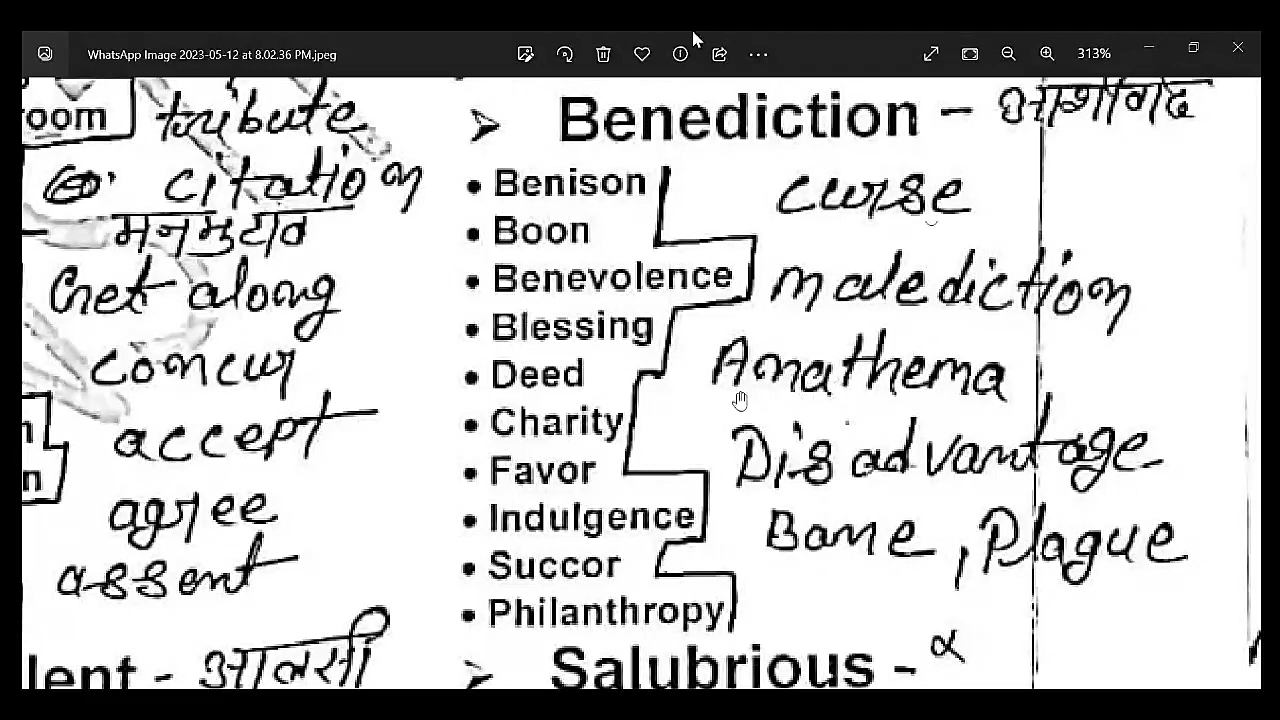 WhatsApp Image 2023-05-12 at 8.02.36 PM.jpeg
313%
oom
tribute
citation
मनमुटाव
Get along
concur
accept
agree
assent
lent - आलसी
Benediction - आशीर्वाद
• Benison
• Boon
• Benevolence
• Blessing
• Deed
• Charity
• Favor
• Indulgence
• Succor
• Philanthropy
curse
malediction
Anathema
Disadvantage
Bane, Plague
Salubrious -